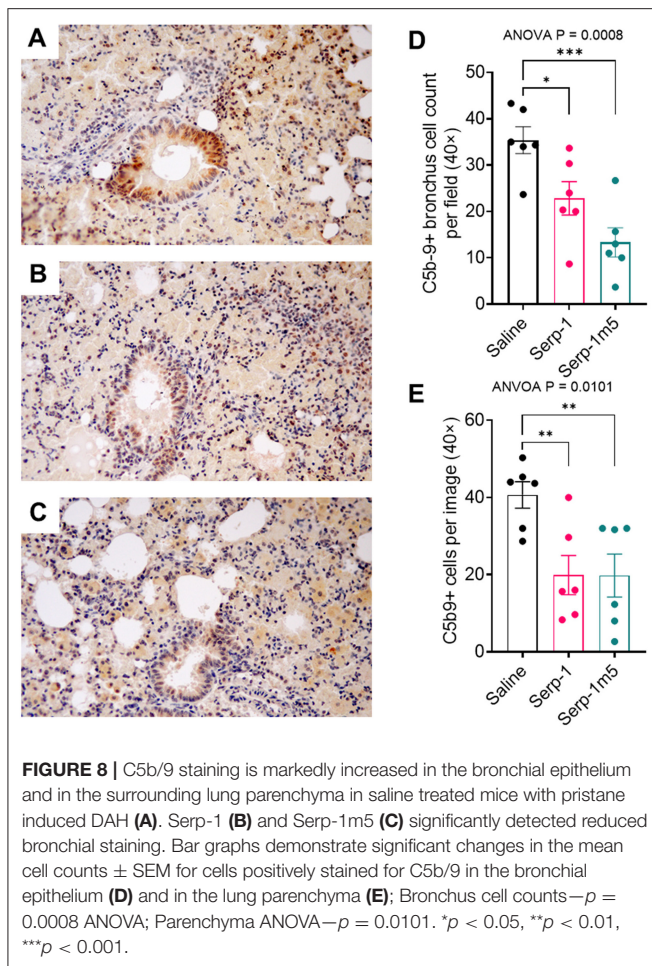 A
B
C
D
ANOVA P = 0.0008
***
*
C5b-9+ bronchus cell count
per field (40×)
50
40
30
20
10
0
Saline
Serp-1
Serp-1m5
E
ANVOA P = 0.0101
**
**
C5b9+ cells per image (40×)
60
40
20
0
Saline
Serp-1
Serp-1m5
FIGURE 8 | C5b/9 staining is markedly increased in the bronchial epithelium
and in the surrounding lung parenchyma in saline treated mice with pristane
induced DAH (A). Serp-1 (B) and Serp-1m5 (C) significantly detected reduced
bronchial staining. Bar graphs demonstrate significant changes in the mean
cell counts ± SEM for cells positively stained for C5b/9 in the bronchial
epithelium (D) and in the lung parenchyma (E); Bronchus cell counts—p =
0.0008 ANOVA; Parenchyma ANOVA—p = 0.0101. *p < 0.05, **p < 0.01,
***p < 0.001.